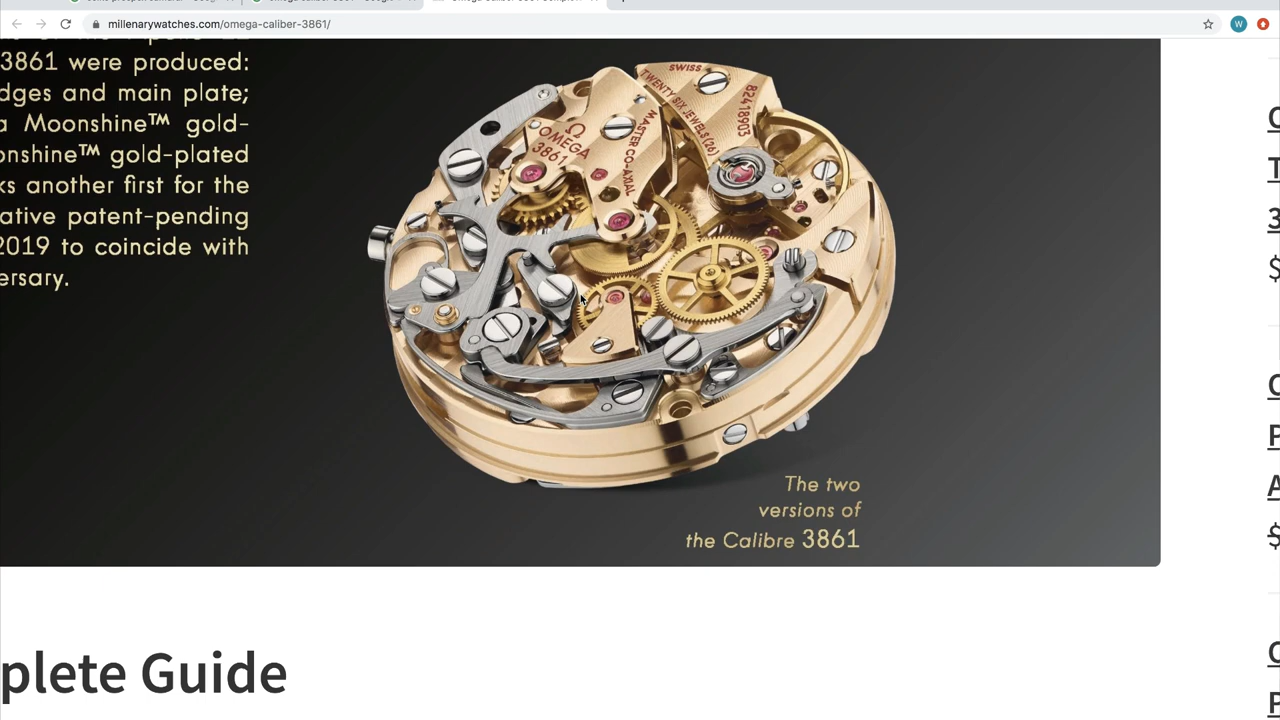 millenarywatches.com/omega-caliber-3861/
W
3861 were produced:
dges and main plate;
a Moonshine™ gold-
onshine™ gold-plated
ks another first for the
ative patent-pending
2019 to coincide with
ersary.
SWISS
TWENTY SIX JEWELS (26)
82418903
Ω
OMEGA
3861
MASTER CO-AXIAL
The two
versions of
the Calibre 3861
plete Guide
O
T
3
$
O
P
A
$
O
P